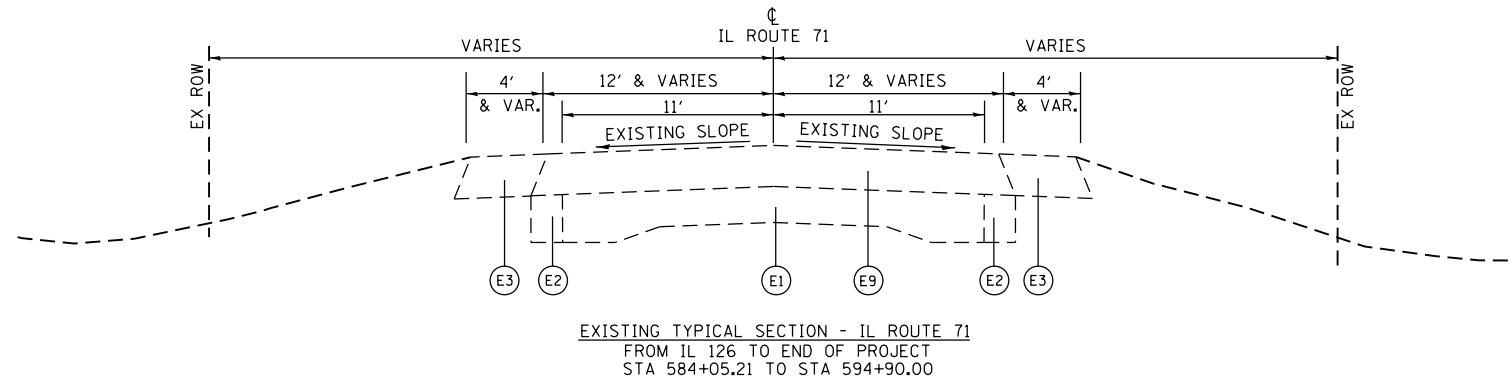 ℄
IL ROUTE 71
VARIES
VARIES
EX ROW
EX ROW
4'
& VAR.
12' & VARIES
12' & VARIES
4'
& VAR.
11'
11'
EXISTING SLOPE
EXISTING SLOPE
E3
E2
E1
E9
E2
E3
EXISTING TYPICAL SECTION - IL ROUTE 71
FROM IL 126 TO END OF PROJECT
STA 584+05.21 TO STA 594+90.00